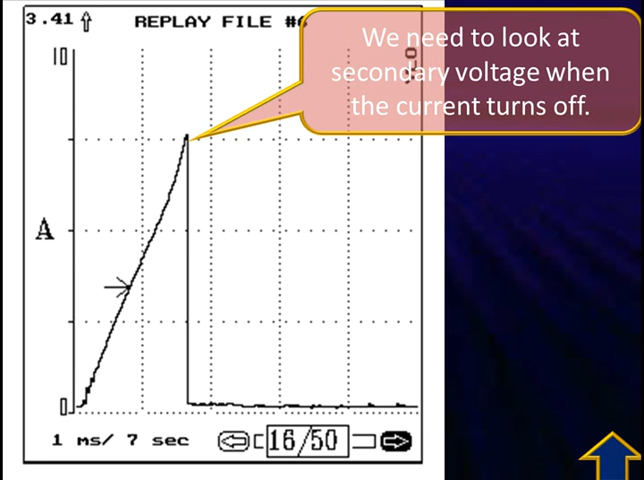 3.41 REPLAY FILE #6
We need to look at
secondary voltage when
the current turns off.
10
A
0
1 ms/ 7 sec 16/50